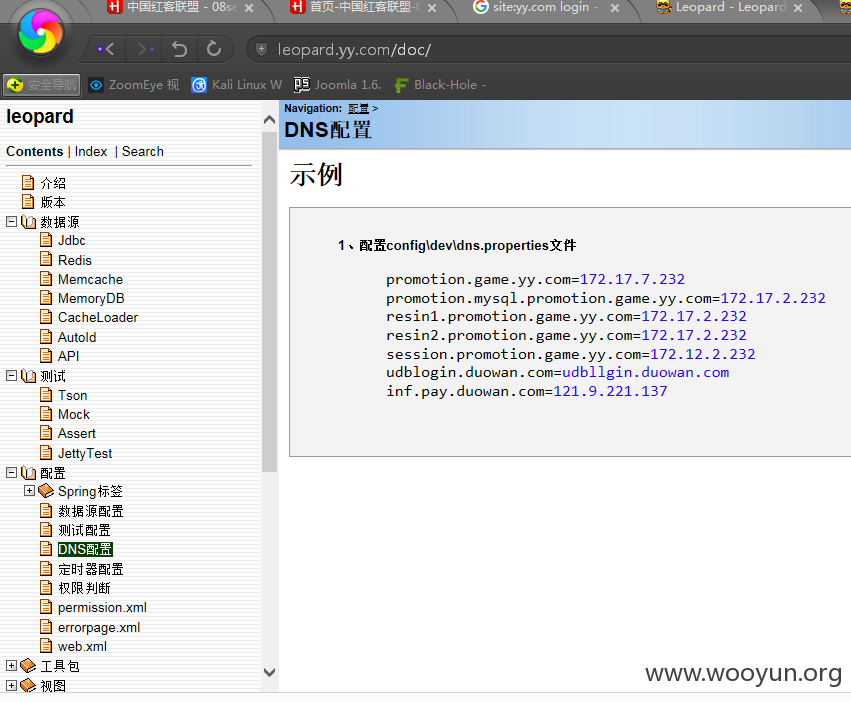 中国红客联盟 - 08se
首页-中国红客联盟-
site:yy.com login -
Leopard - Leopard
leopard.yy.com/doc/
安全导航
ZoomEye 视
Kali Linux W
Joomla 1.6.
Black-Hole -
leopard
Contents | Index | Search
介绍
版本
数据源
Jdbc
Redis
Memcache
MemoryDB
CacheLoader
AutoId
API
测试
Tson
Mock
Assert
JettyTest
配置
Spring标签
数据源配置
测试配置
DNS配置
定时器配置
权限判断
permission.xml
errorpage.xml
web.xml
工具包
视图
Navigation: 配置 >
DNS配置
示例
1、配置config\dev\dns.properties文件
promotion.game.yy.com=172.17.7.232
promotion.mysql.promotion.game.yy.com=172.17.2.232
resin1.promotion.game.yy.com=172.17.2.232
resin2.promotion.game.yy.com=172.17.2.232
session.promotion.game.yy.com=172.12.2.232
udblogin.duowan.com=udbllgin.duowan.com
inf.pay.duowan.com=121.9.221.137
www.wooyun.org